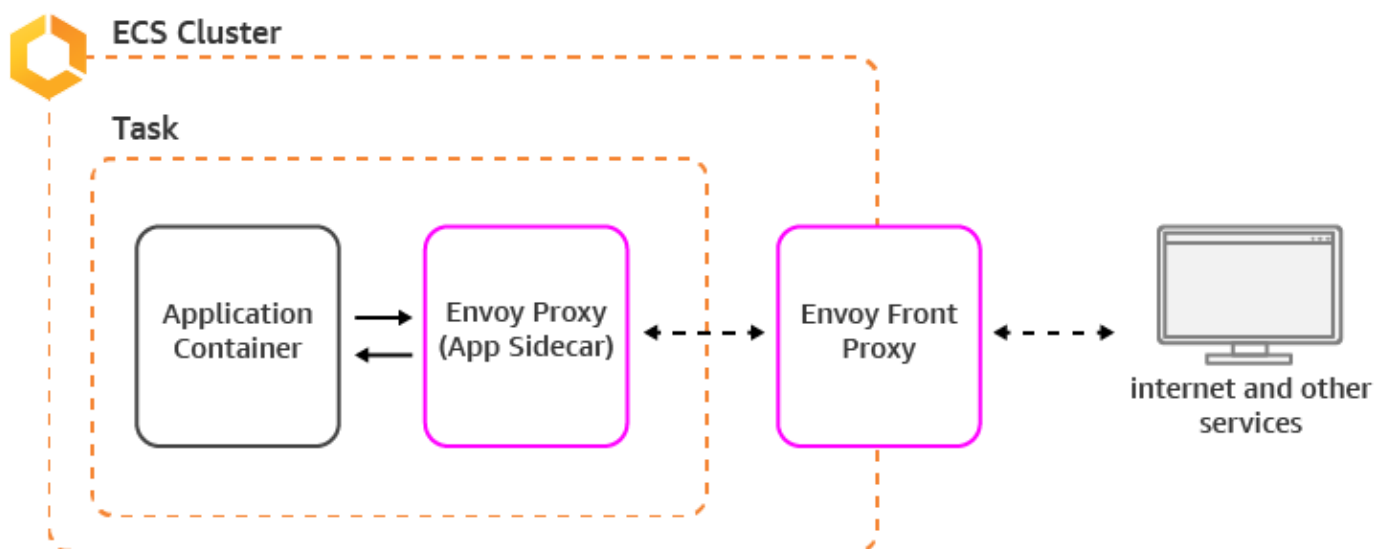 ECS Cluster
Task
Application
Container
Envoy Proxy
(App Sidecar)
Envoy Front
Proxy
internet and other
services